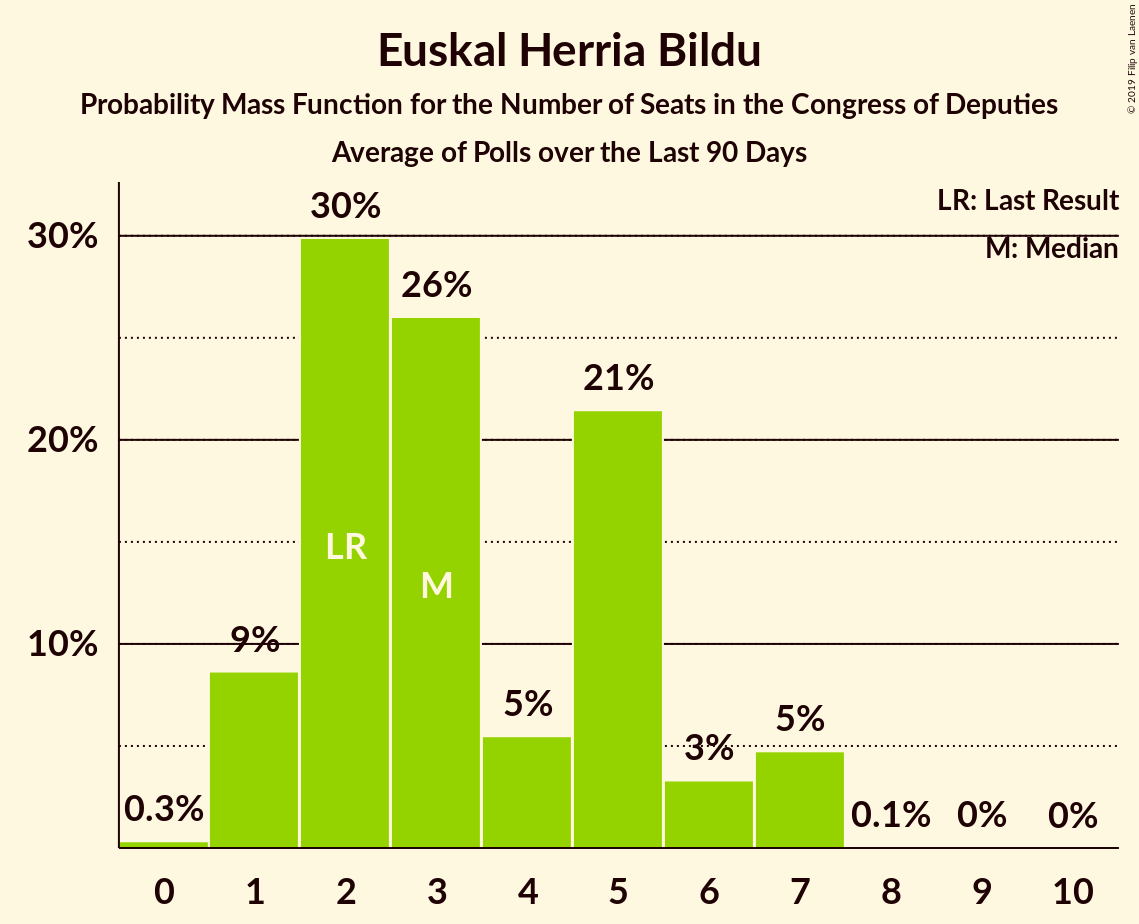 Euskal Herria Bildu
Probability Mass Function for the Number of Seats in the Congress of Deputies
Average of Polls over the Last 90 Days
© 2019 Filip van Laenen
LR: Last Result
M: Median
30%
20%
10%
0.3%
9%
30%
26%
5%
21%
3%
5%
0.1%
0%
0%
LR
M
0 1 2 3 4 5 6 7 8 9 10